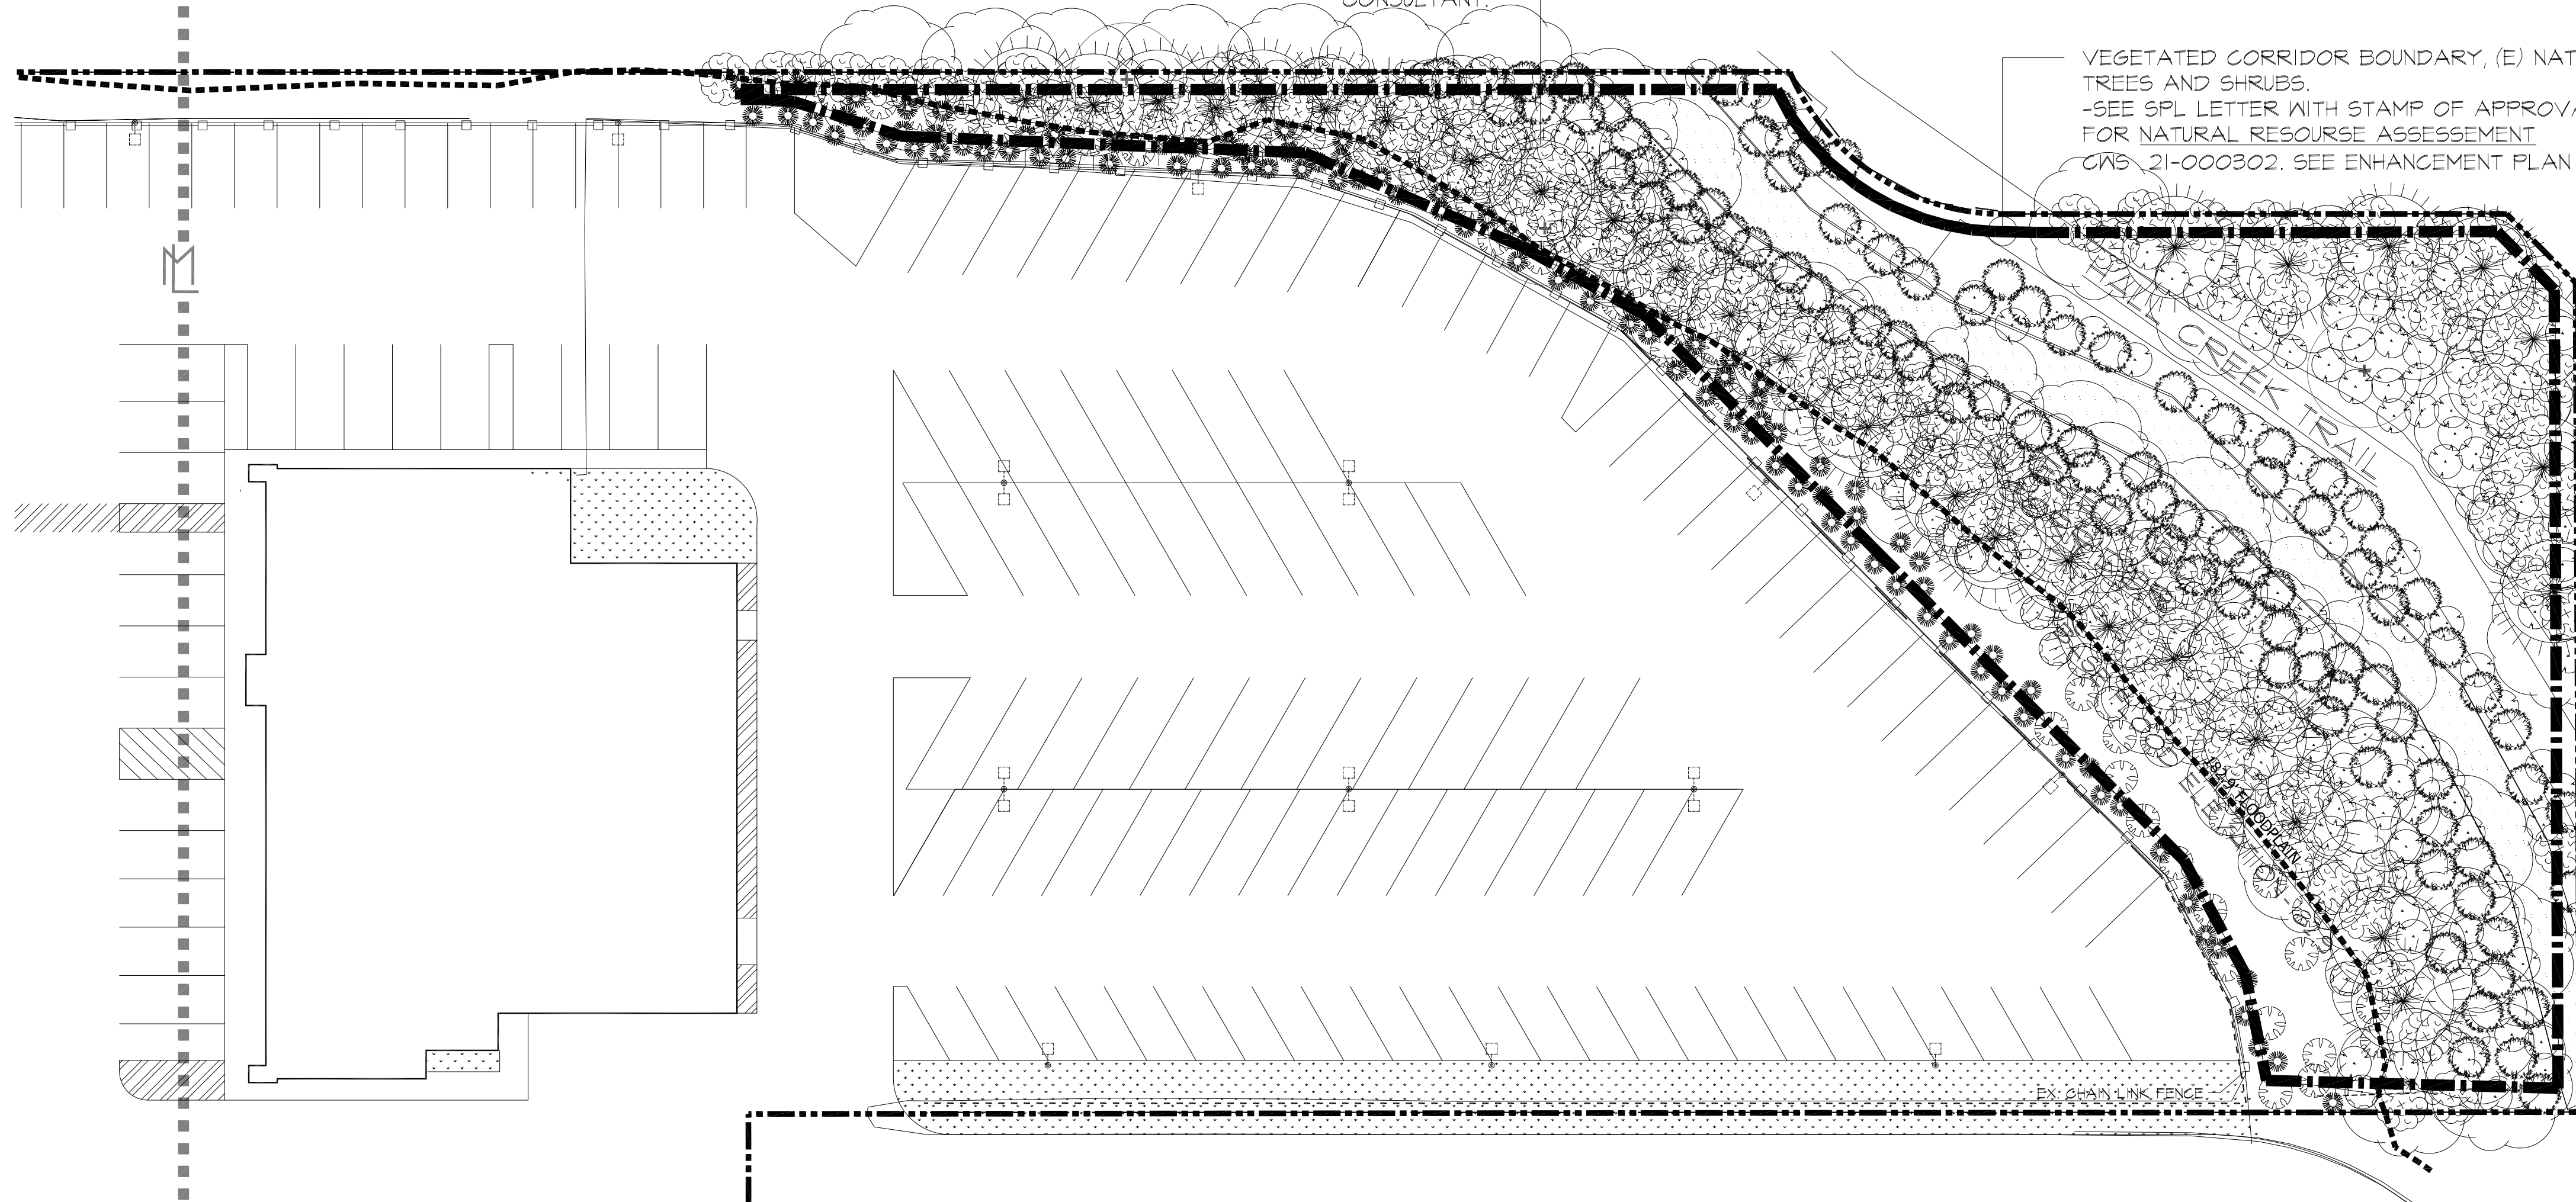 CONSULTANT.
VEGETATED CORRIDOR BOUNDARY, (E) NAT
TREES AND SHRUBS.
-SEE SPL LETTER WITH STAMP OF APPROVA
FOR NATURAL RESOURSE ASSESSEMENT
CWS 21-000302. SEE ENHANCEMENT PLAN
ML
HALL CREEK TRAIL
182.9' FLOODPLAIN
EX. CHAIN LINK FENCE